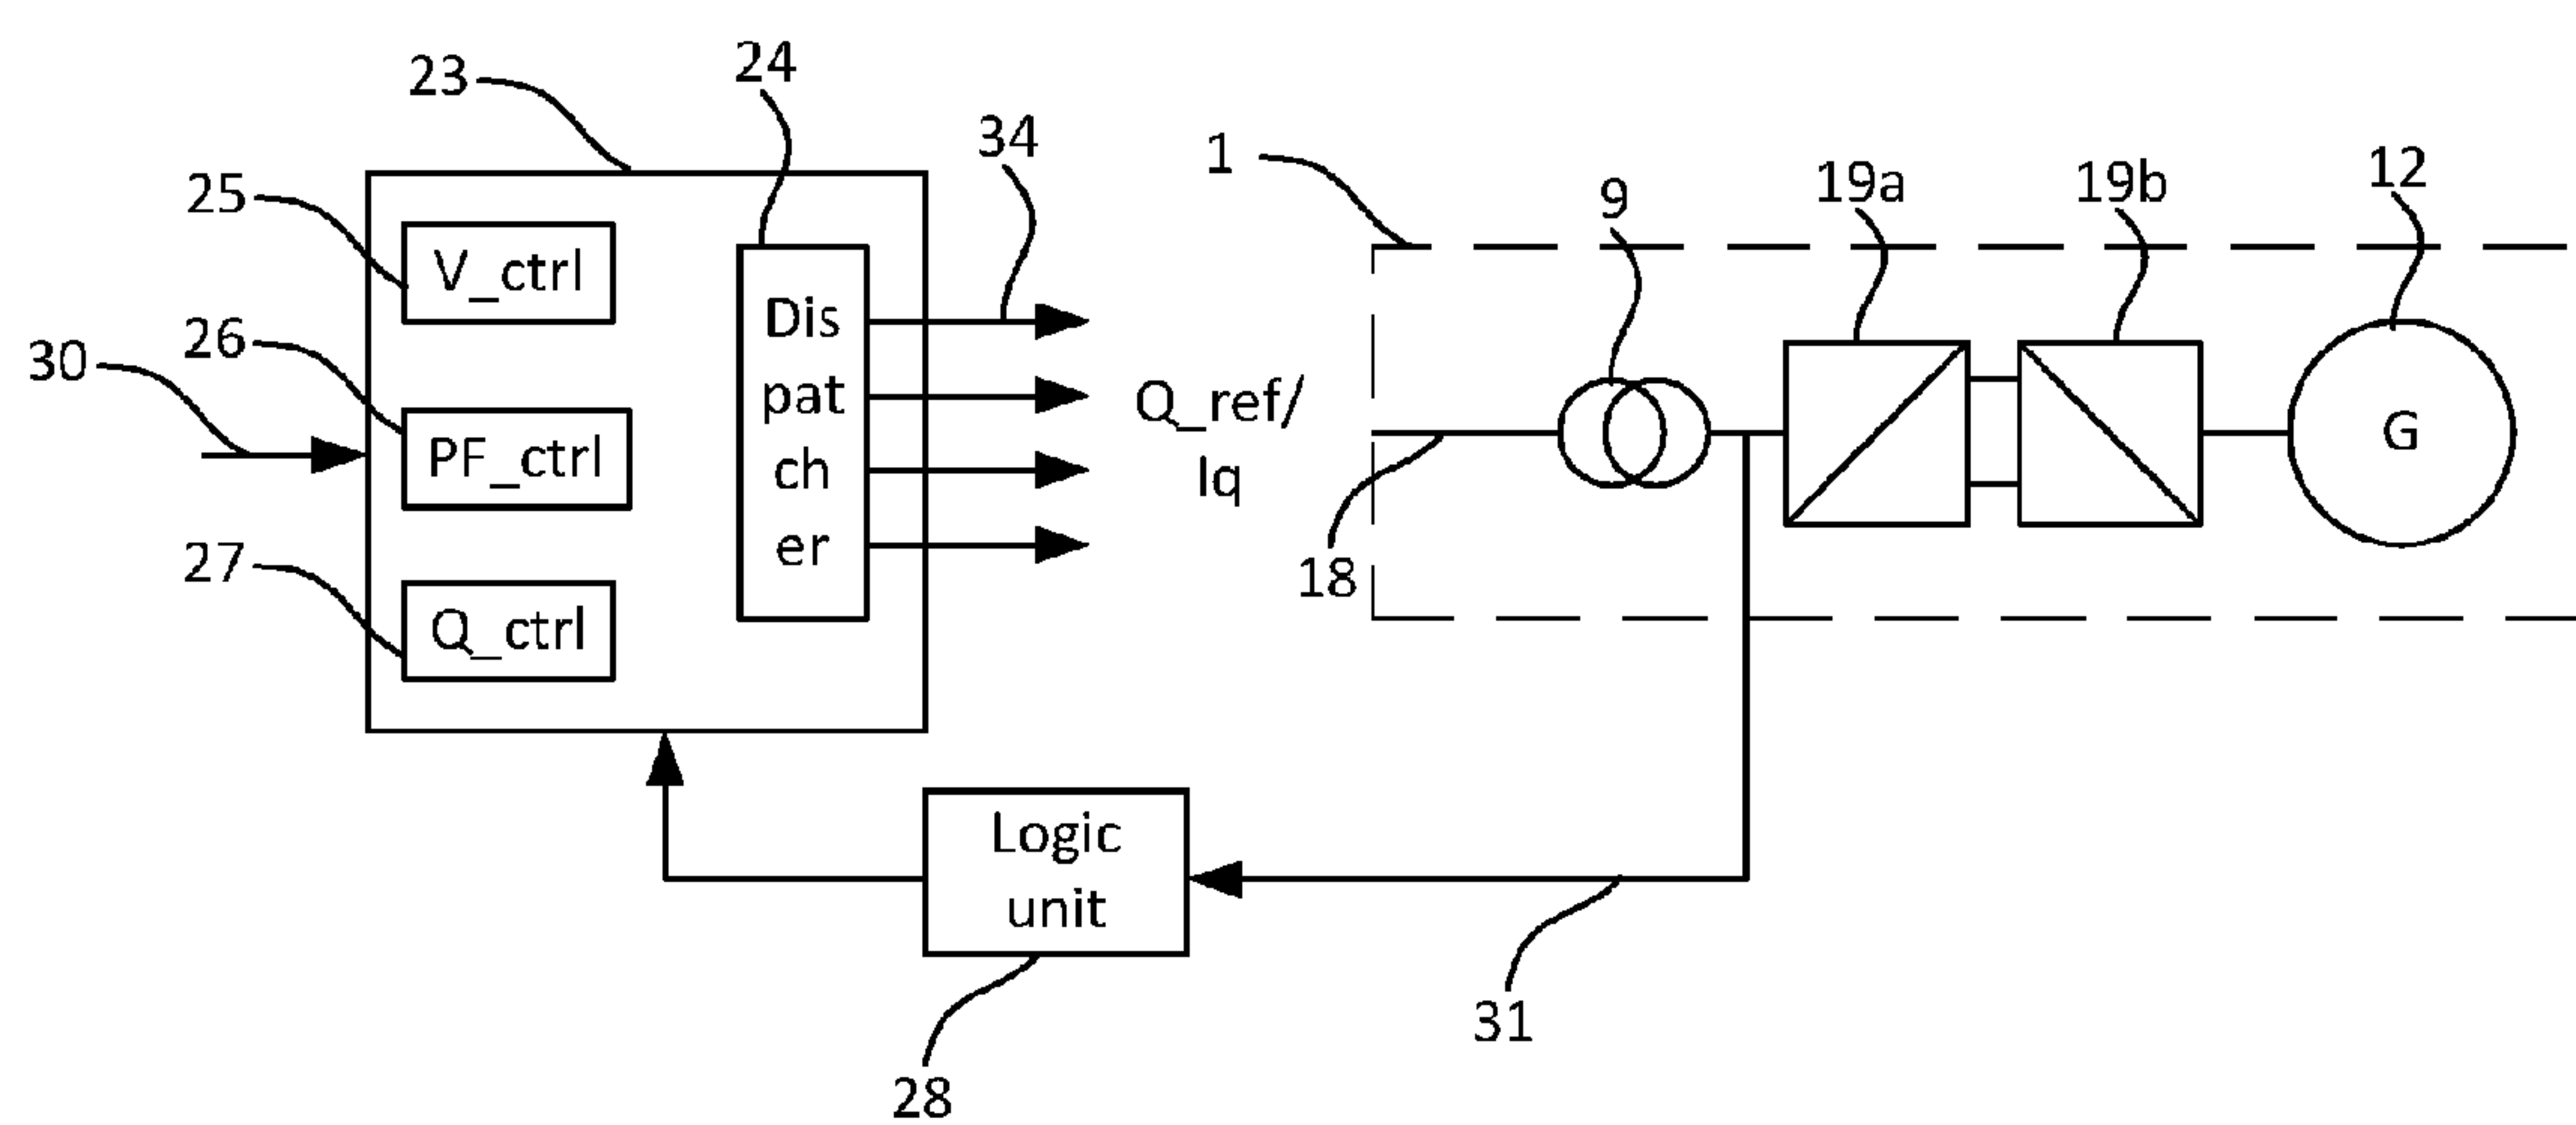 23
24
34
1
9
19a
19b
12
25
V_ctrl
26
30
PF_ctrl
27
Q_ctrl
Dis
pat
ch
er
Q_ref/
Iq
18
G
Logic
unit
31
28